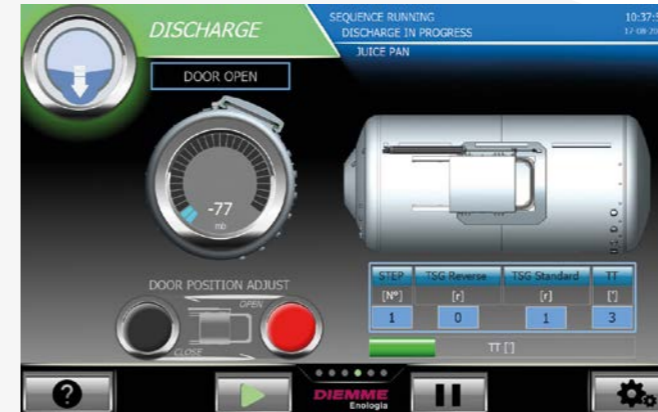 DISCHARGE
SEQUENCE RUNNING
DISCHARGE IN PROGRESS
JUICE PAN
DOOR OPEN
-77
mb
DOOR POSITION ADJUST
OPEN
CLOSE
STEP TSG Reverse TSG Standard TT
[N°] [r] [r] [']
1 0 1 3
TT [']
?
DIEMME
Enologia